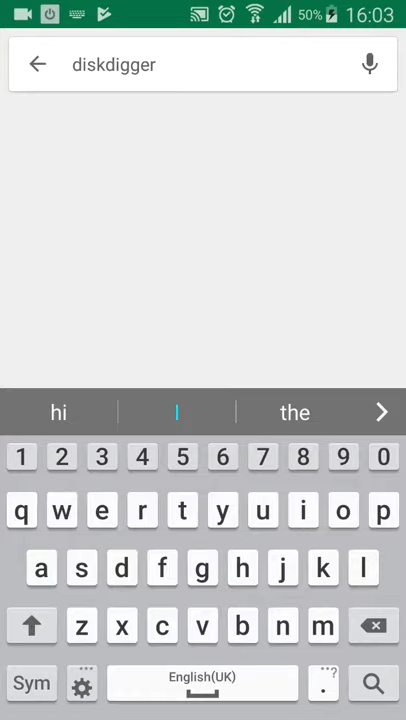 50% 16:03
diskdigger
hi I the
1 2 3 4 5 6 7 8 9 0
q w e r t y u i o p
a s d f g h j k l
z x c v b n m
Sym English(UK) . ?